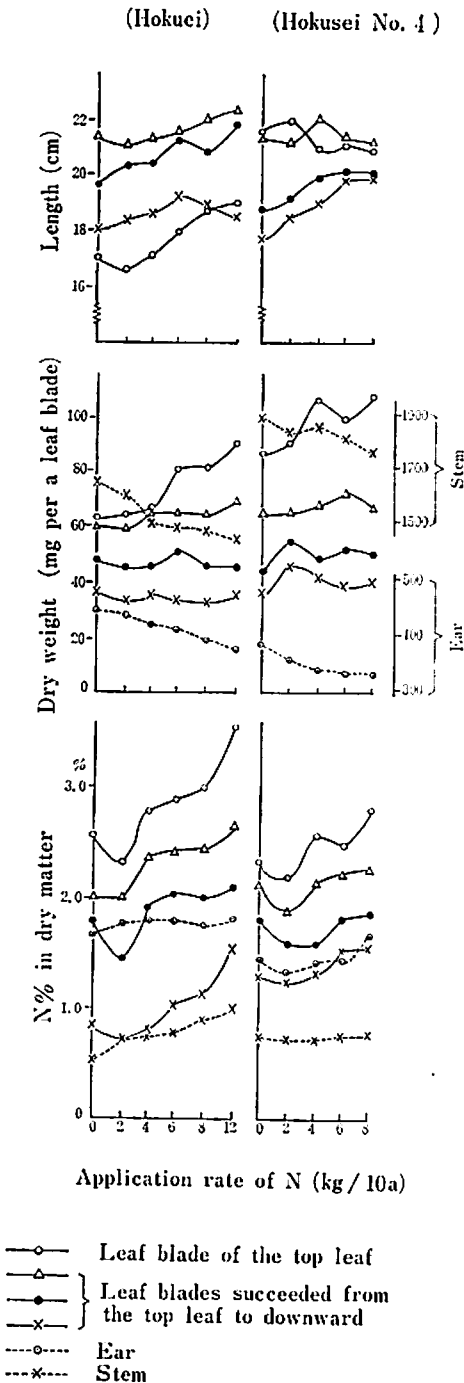 (Hokuei) (Hokusei No. 4)
Length (cm)
22
20
18
16
Dry weight (mg per a leaf blade)
100
80
60
40
20
0
1900
1700
1500
Stem
500
400
300
Ear
N% in dry matter
%
3.0
2.0
1.0
0
0 2 4 6 8 12 0 2 4 6 8
Application rate of N (kg/10a)
Leaf blade of the top leaf
Leaf blades succeeded from
the top leaf to downward
Ear
Stem